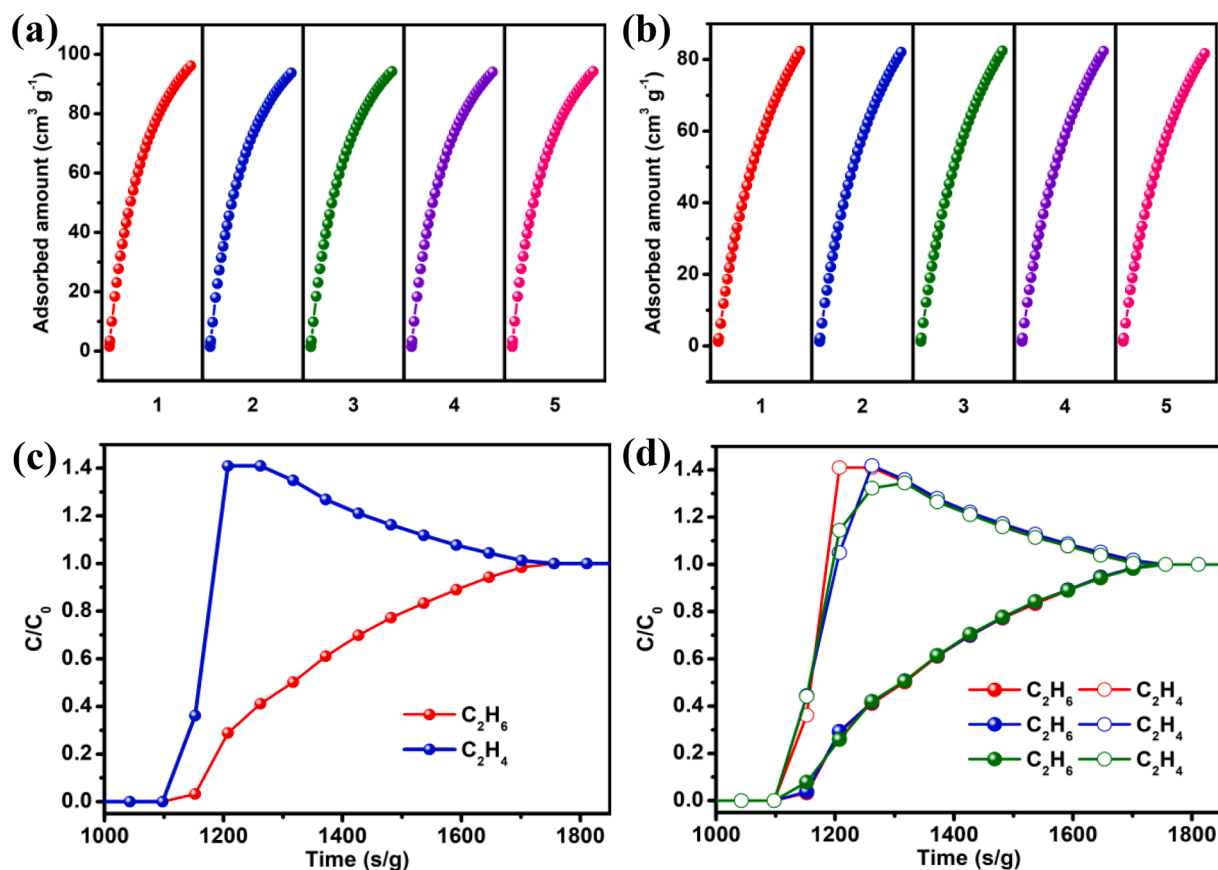 (a)
100
80
60
40
20
0
Adsorbed amount (cm³ g⁻¹)
1 2 3 4 5
(b)
80
60
40
20
0
Adsorbed amount (cm³ g⁻¹)
1 2 3 4 5
(c)
1.4
1.2
1.0
0.8
0.6
0.4
0.2
0.0
C/C₀
C₂H₆
C₂H₄
1000 1200 1400 1600 1800
Time (s/g)
(d)
1.4
1.2
1.0
0.8
0.6
0.4
0.2
0.0
C/C₀
C₂H₆ C₂H₄
C₂H₆ C₂H₄
C₂H₆ C₂H₄
1000 1200 1400 1600 1800
Time (s/g)